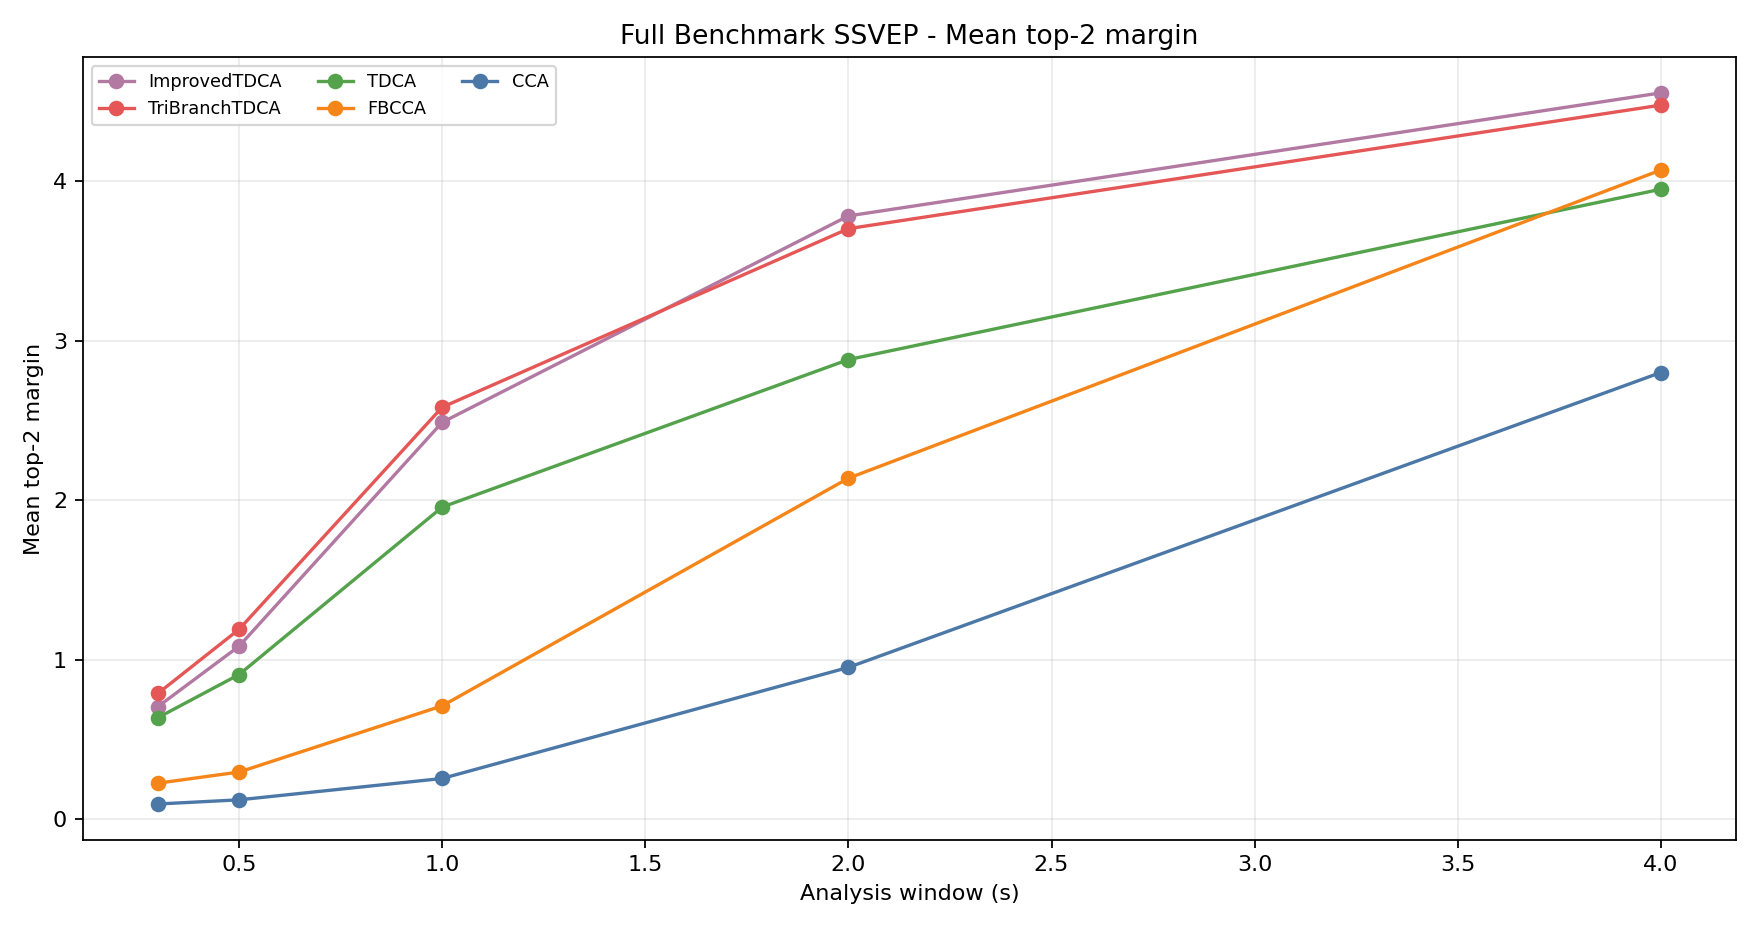 Full Benchmark SSVEP - Mean top-2 margin
ImprovedTDCA TDCA CCA
TriBranchTDCA FBCCA
4
3
2
1
0
Mean top-2 margin
0.5 1.0 1.5 2.0 2.5 3.0 3.5 4.0
Analysis window (s)